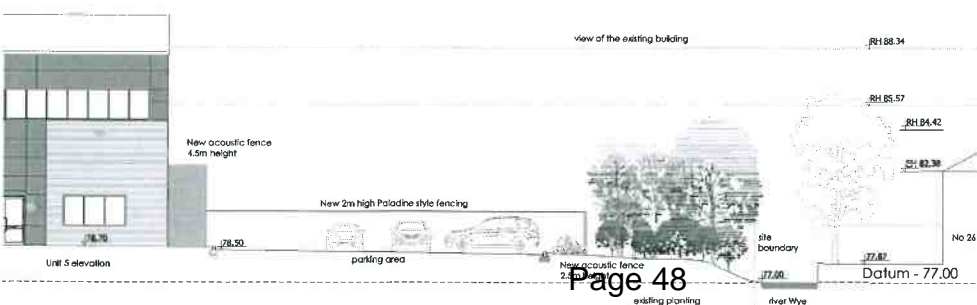 view of the existing building
RH 88.34
RH 85.57
RH 84.42
New acoustic fence
4.5m height
RH 82.38
New 2m high Paladine style fencing
78.70
78.50
site
boundary
No 26
Unit 5 elevation
parking area
77.87
New acoustic fence
2.5m height
Page 48
77.00
Datum - 77.00
existing planting
river Wye